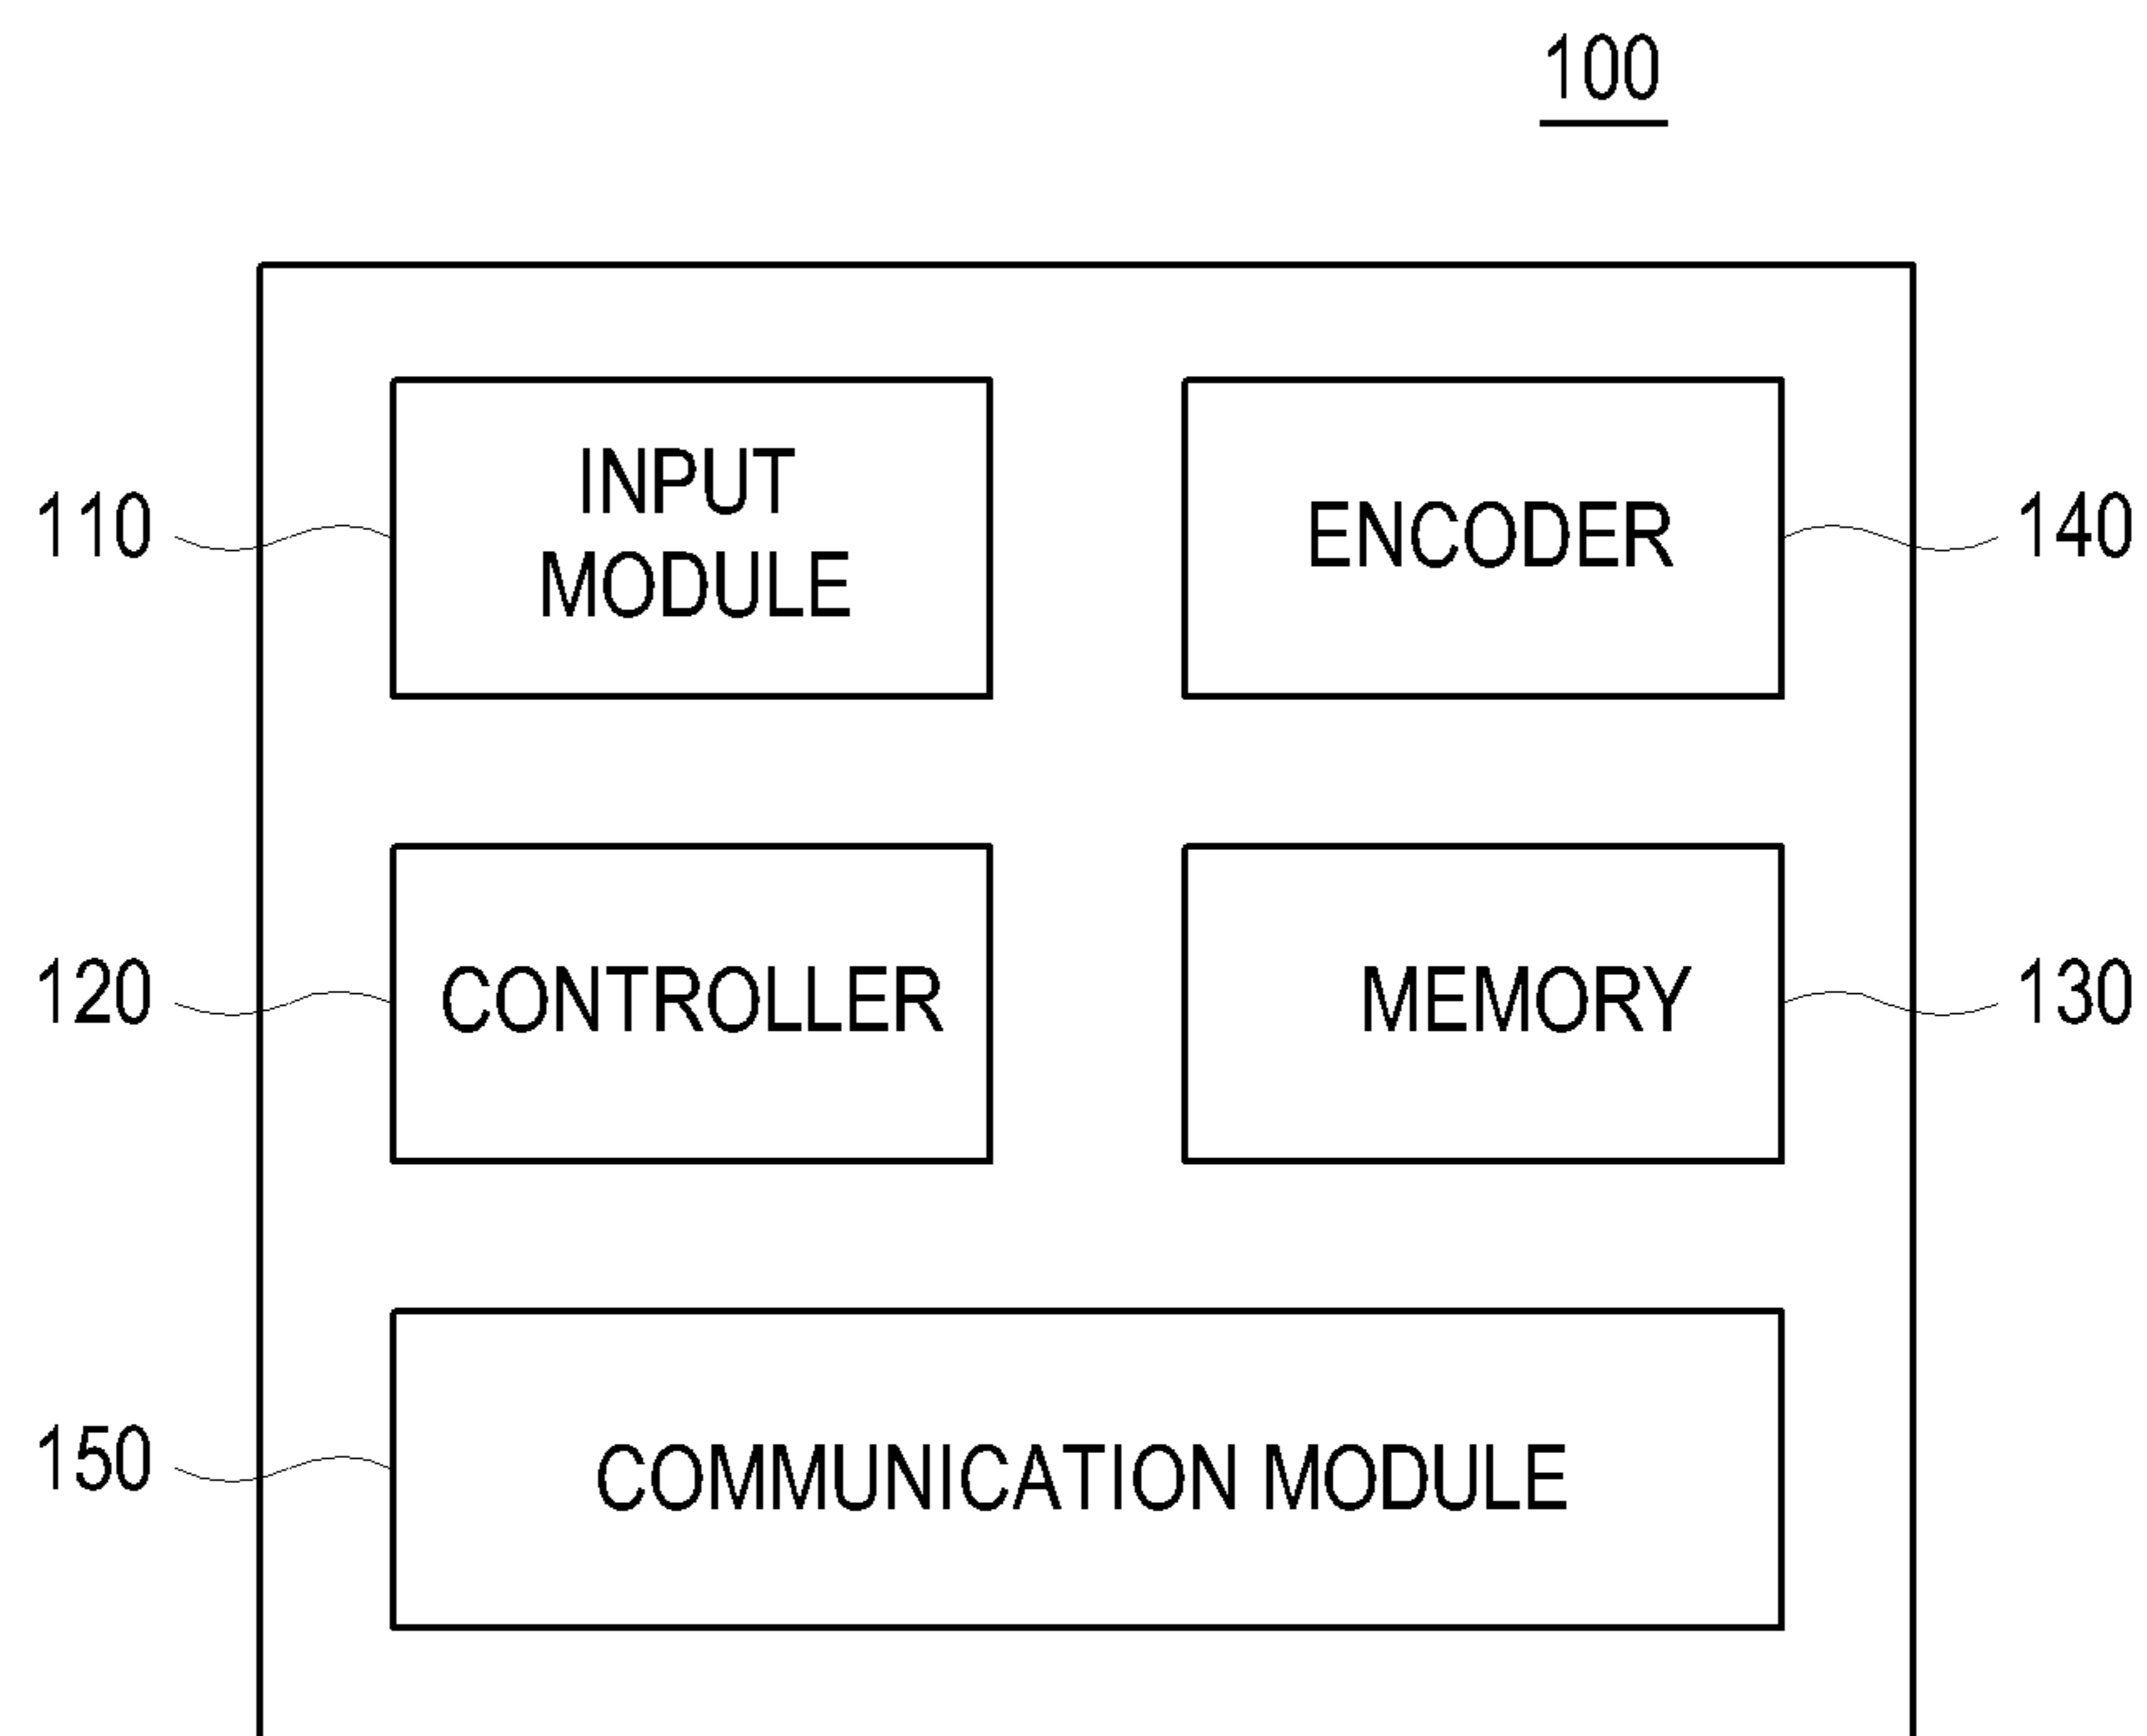 100
INPUT
MODULE
110
ENCODER
140
CONTROLLER
120
MEMORY
130
COMMUNICATION MODULE
150